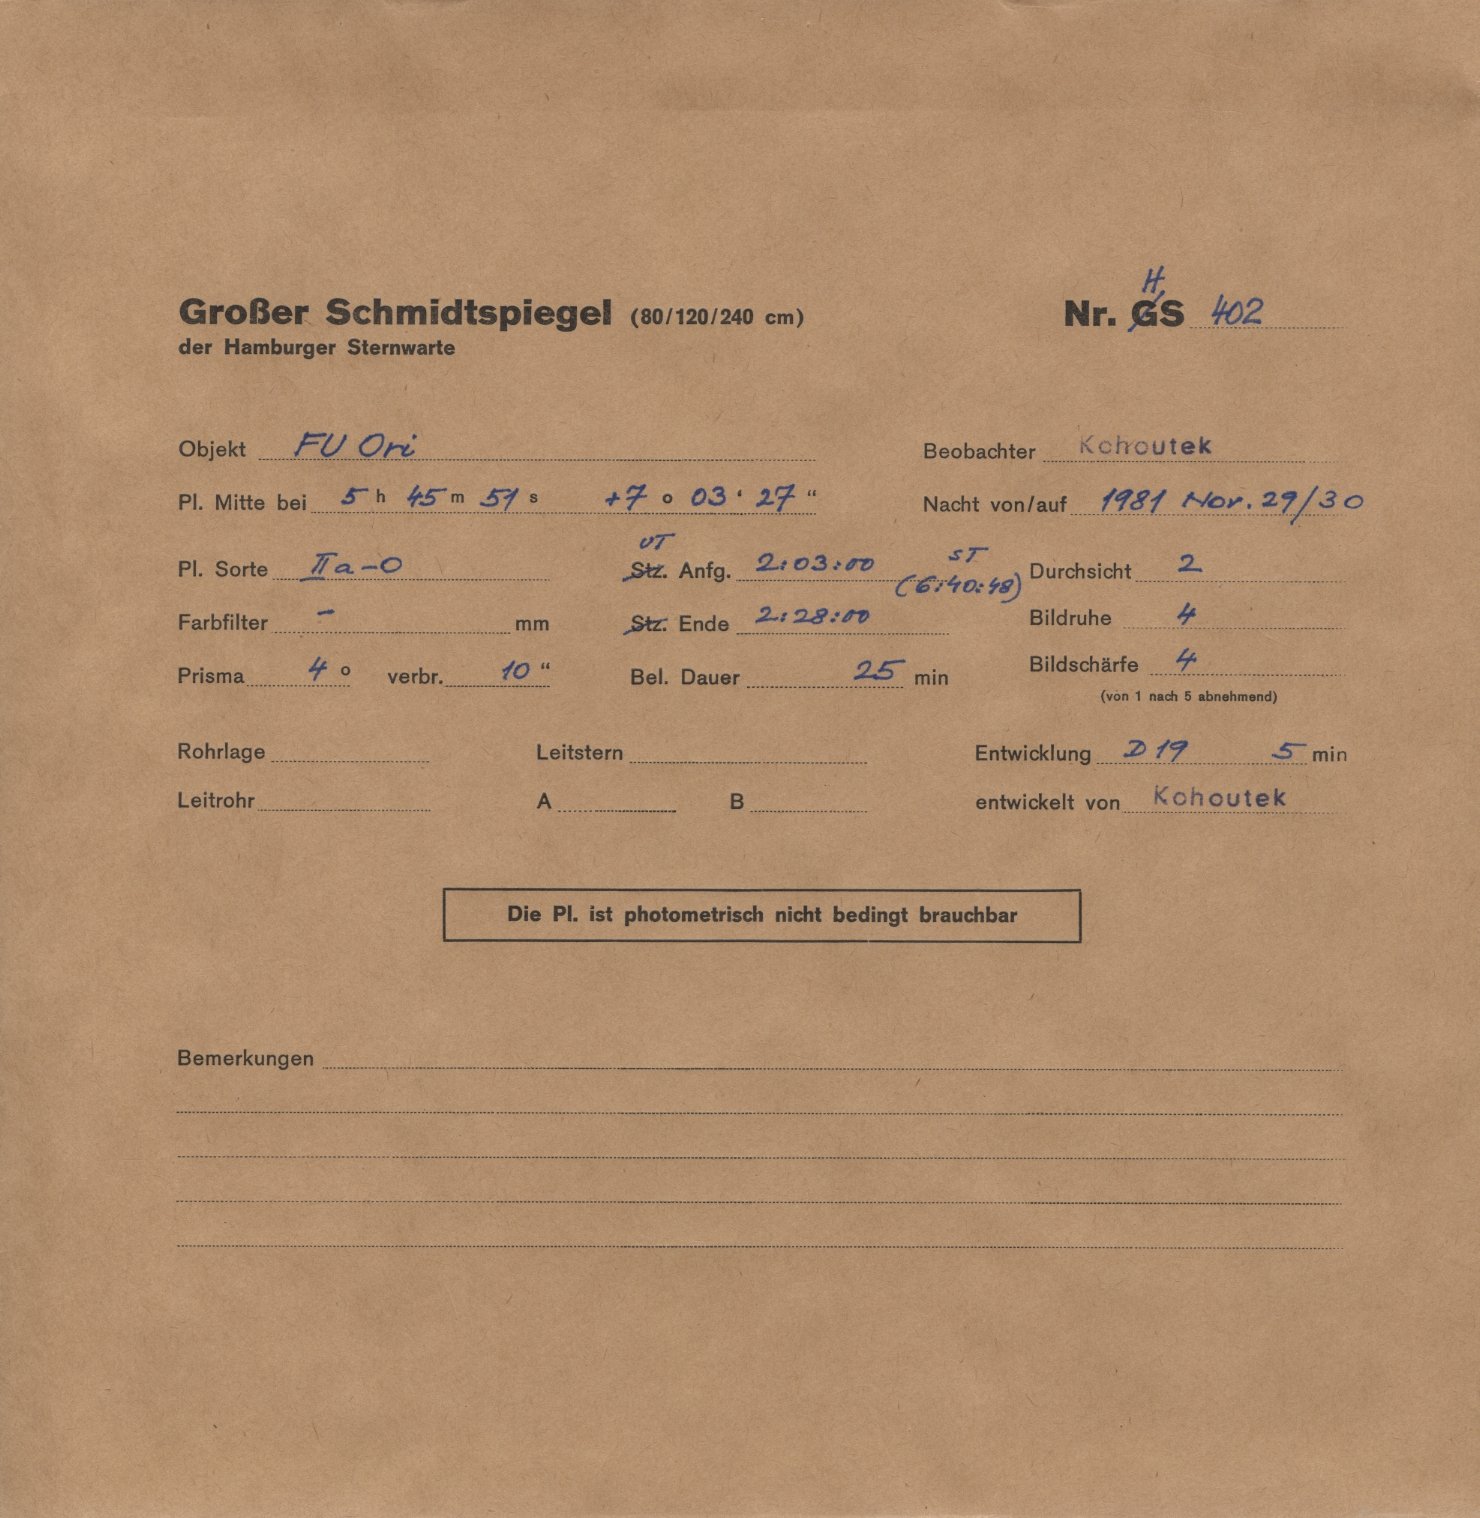 Großer Schmidtspiegel (80/120/240 cm)
der Hamburger Sternwarte
H
Nr. GS 402
Objekt FU Ori
Beobachter Kohoutek
Pl. Mitte bei 5 h 45 m 51 s +7 o 03 ' 27 "
Nacht von/auf 1981 Nov. 29/30
UT
Pl. Sorte IIa-O
Stz. Anfg. 2:03:00
ST
(6:40:48)
Durchsicht 2
Farbfilter - mm
Stz. Ende 2:28:00
Bildruhe 4
Prisma 4 o verbr. 10 "
Bel. Dauer 25 min
Bildschärfe 4
(von 1 nach 5 abnehmend)
Rohrlage
Leitstern
Entwicklung D 19 5 min
Leitrohr
A
B
entwickelt von Kohoutek
Die Pl. ist photometrisch nicht bedingt brauchbar
Bemerkungen